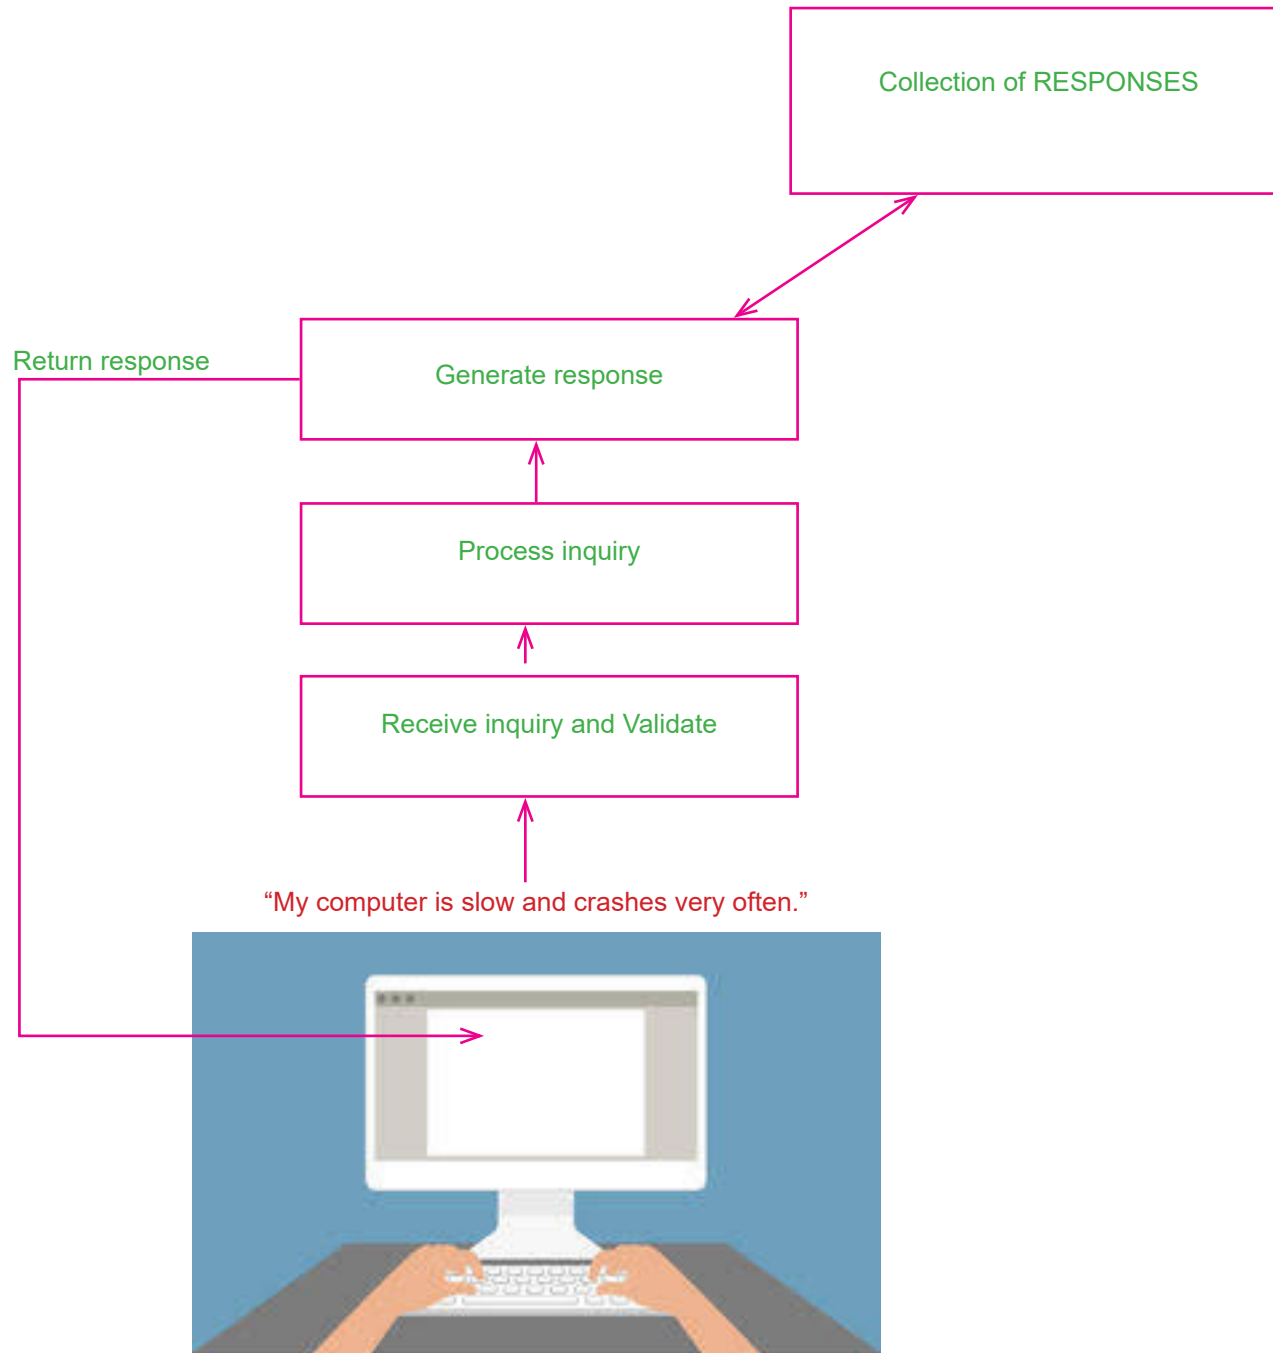 Collection of RESPONSES
Return response
Generate response
Process inquiry
Receive inquiry and Validate
“My computer is slow and crashes very often.”